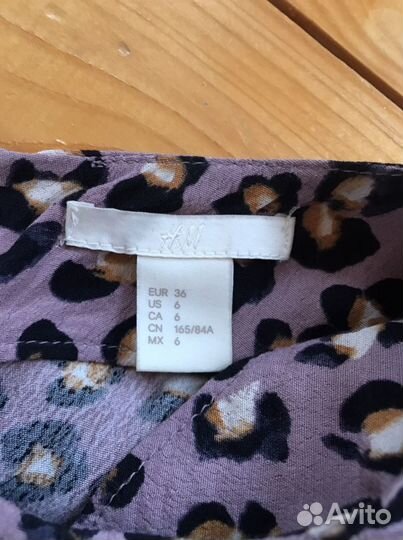 H&M
EUR 36
US 6
CA 6
CN 165/84A
MX 6
Avito